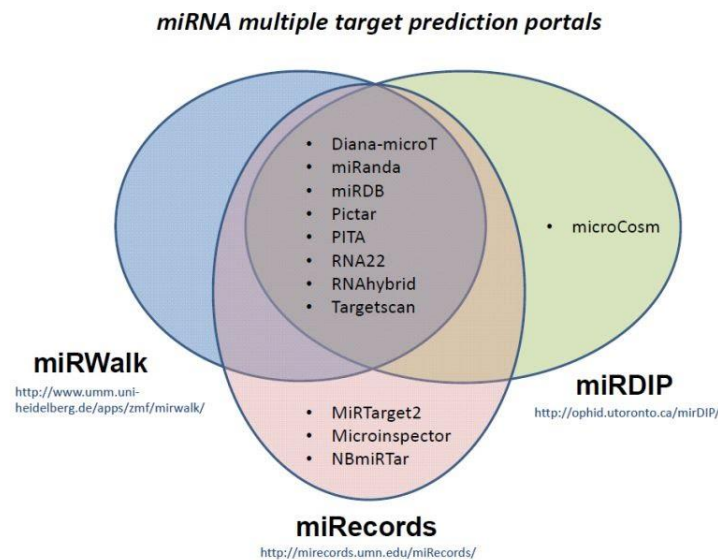 miRNA multiple target prediction portals
• Diana-microT
• miRanda
• miRDB
• Pictar
• PITA
• RNA22
• RNAhybrid
• Targetscan
• microCosm
miRWalk
http://www.umm.uni-
heidelberg.de/apps/zmf/mirwalk/
miRDIP
http://ophid.utoronto.ca/mirDIP/
• MiRTarget2
• Microinspector
• NBmiRTar
miRecords
http://mirecords.umn.edu/miRecords/